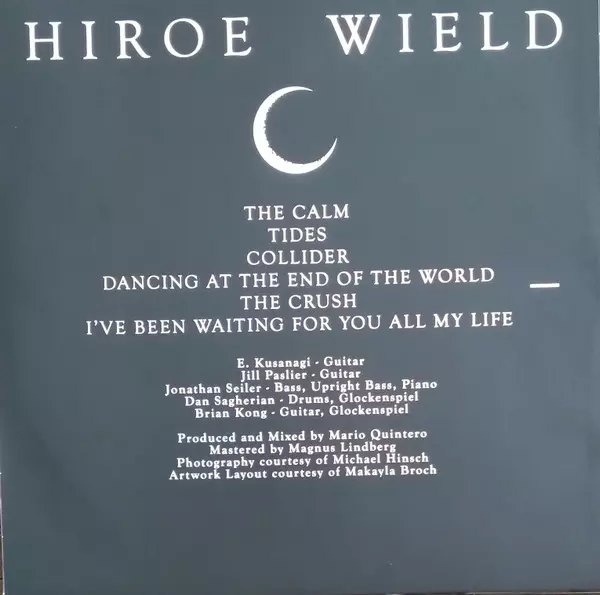 HIROE WIELD
THE CALM
TIDES
COLLIDER
DANCING AT THE END OF THE WORLD
THE CRUSH
I'VE BEEN WAITING FOR YOU ALL MY LIFE
E. Kusanagi - Guitar
Jill Paslier - Guitar
Jonathan Seiler - Bass, Upright Bass, Piano
Dan Sagherian - Drums, Glockenspiel
Brian Kong - Guitar, Glockenspiel
Produced and Mixed by Mario Quintero
Mastered by Magnus Lindberg
Photography courtesy of Michael Hinsch
Artwork Layout courtesy of Makayla Broch